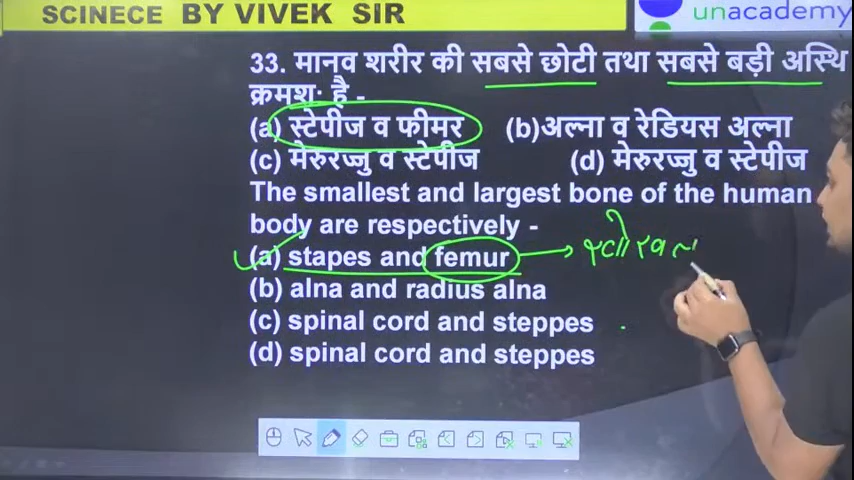 SCINECE BY VIVEK SIR
unacademy
33. मानव शरीर की सबसे छोटी तथा सबसे बड़ी अस्थि
क्रमश: है -
(a) स्टेपीज व फीमर (b)अल्ना व रेडियस अल्ना
(c) मेरुरज्जु व स्टेपीज (d) मेरुरज्जु व स्टेपीज
The smallest and largest bone of the human
body are respectively -
(a) stapes and femur
(b) alna and radius alna
(c) spinal cord and steppes
(d) spinal cord and steppes